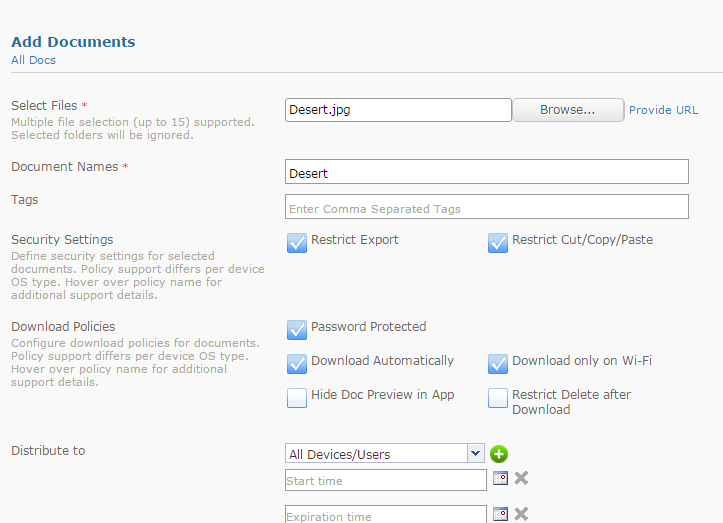 Add Documents
All Docs
Select Files *
Multiple file selection (up to 15) supported.
Selected folders will be ignored.
Desert.jpg
Browse...
Provide URL
Document Names *
Desert
Tags
Enter Comma Separated Tags
Security Settings
Define security settings for selected
documents. Policy support differs per device
OS type. Hover over policy name for
additional support details.
Restrict Export
Restrict Cut/Copy/Paste
Download Policies
Configure download policies for documents.
Policy support differs per device OS type.
Hover over policy name for additional
support details.
Password Protected
Download Automatically
Download only on Wi-Fi
Hide Doc Preview in App
Restrict Delete after
Download
Distribute to
All Devices/Users
Start time
Expiration time